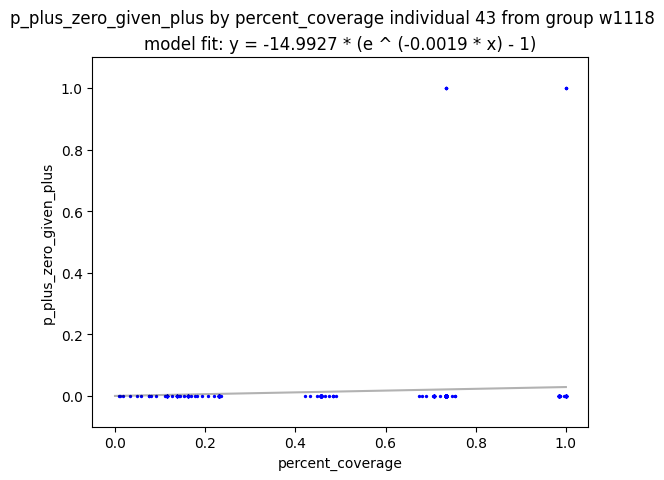 p_plus_zero_given_plus by percent_coverage individual 43 from group w1118
model fit: y = -14.9927 * (e ^ (-0.0019 * x) - 1)
p_plus_zero_given_plus
1.0
0.8
0.6
0.4
0.2
0.0
0.0 0.2 0.4 0.6 0.8 1.0
percent_coverage